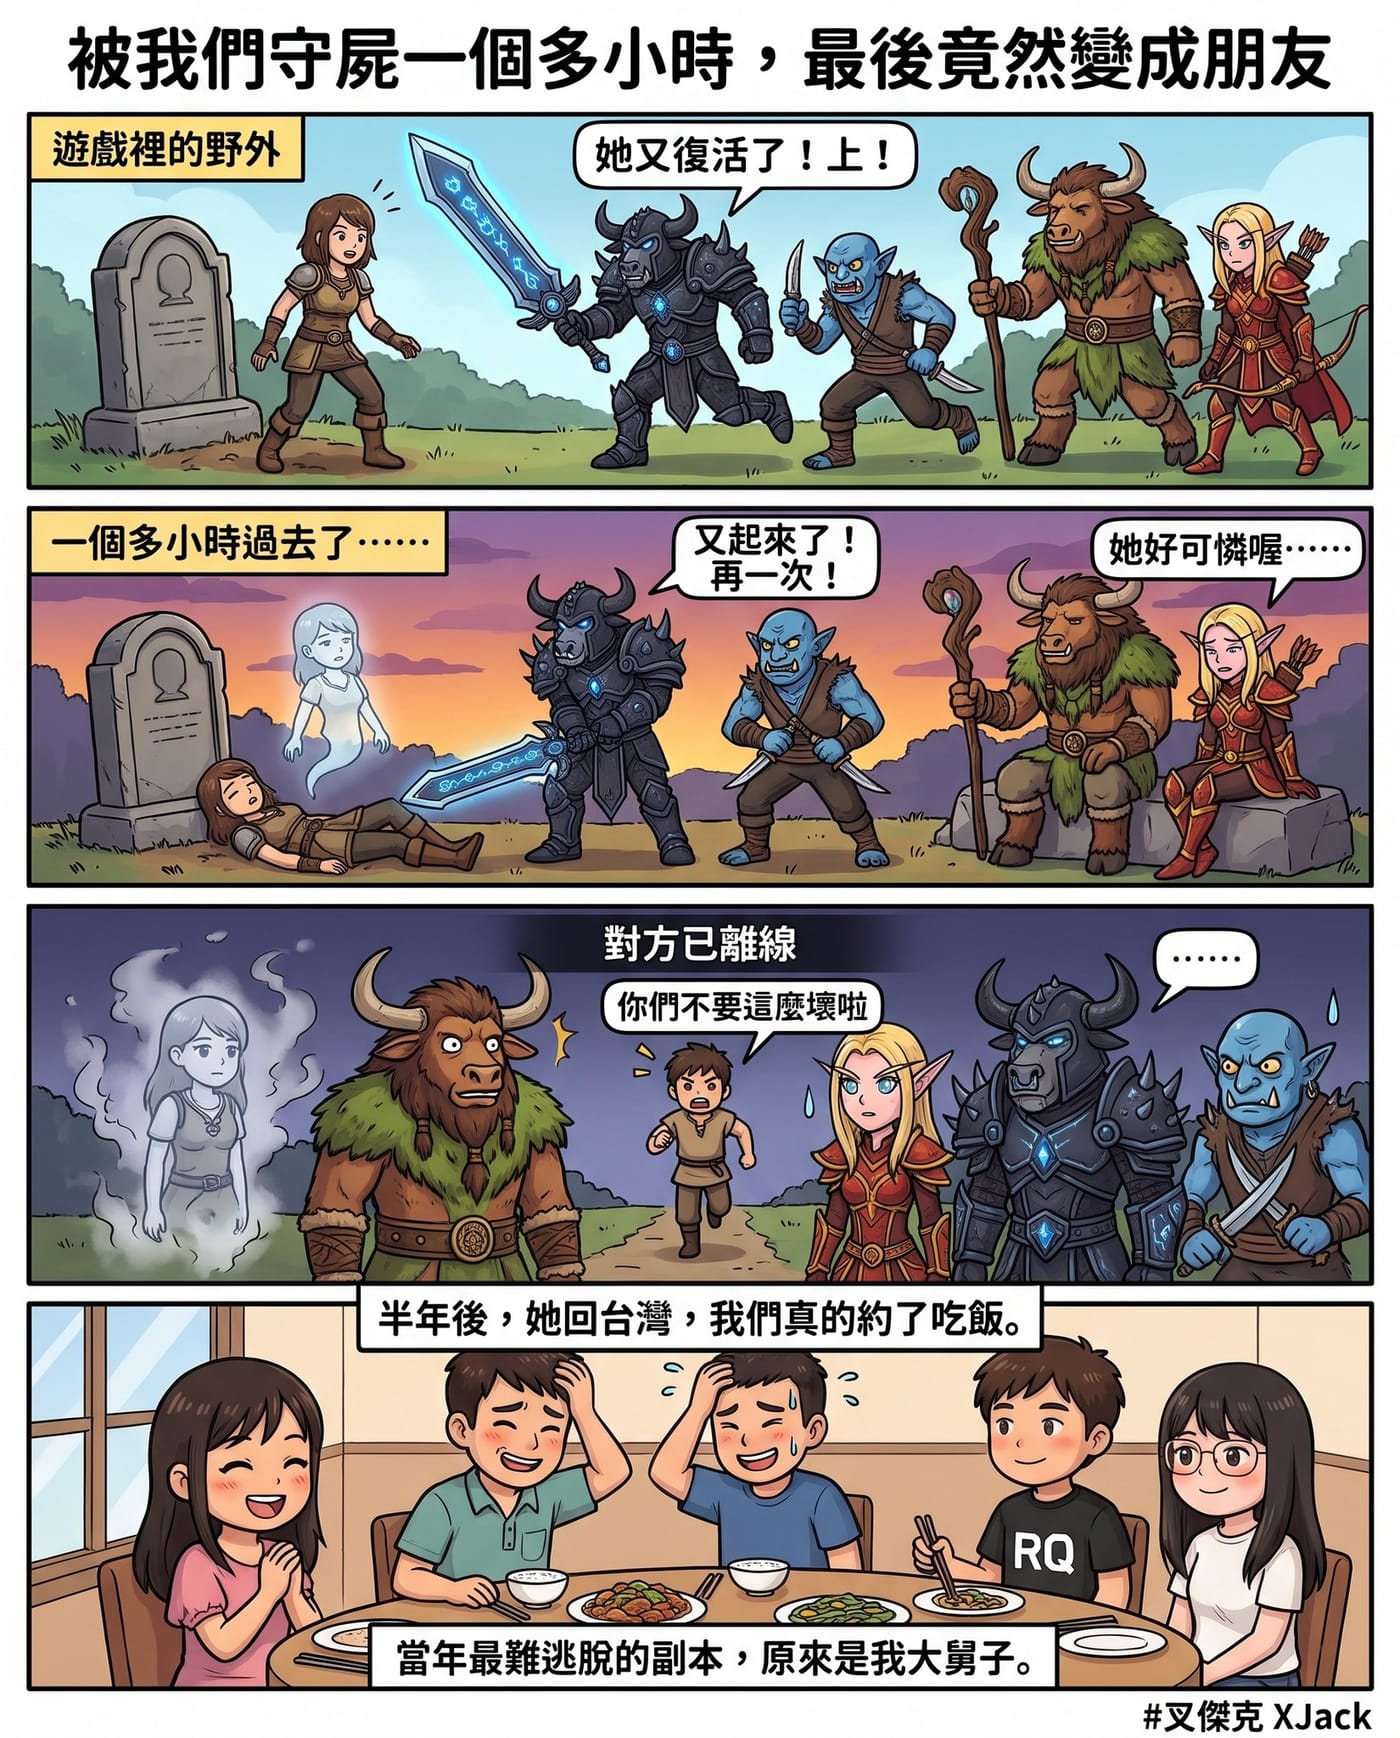 被我們守屍一個多小時，最後竟然變成朋友
遊戲裡的野外
她又復活了！上！
一個多小時過去了……
又起來了！
再一次！
她好可憐喔……
對方已離線
你們不要這麼壞啦
……
半年後，她回台灣，我們真的約了吃飯。
RQ
當年最難逃脫的副本，原來是我大舅子。
#叉傑克 XJack